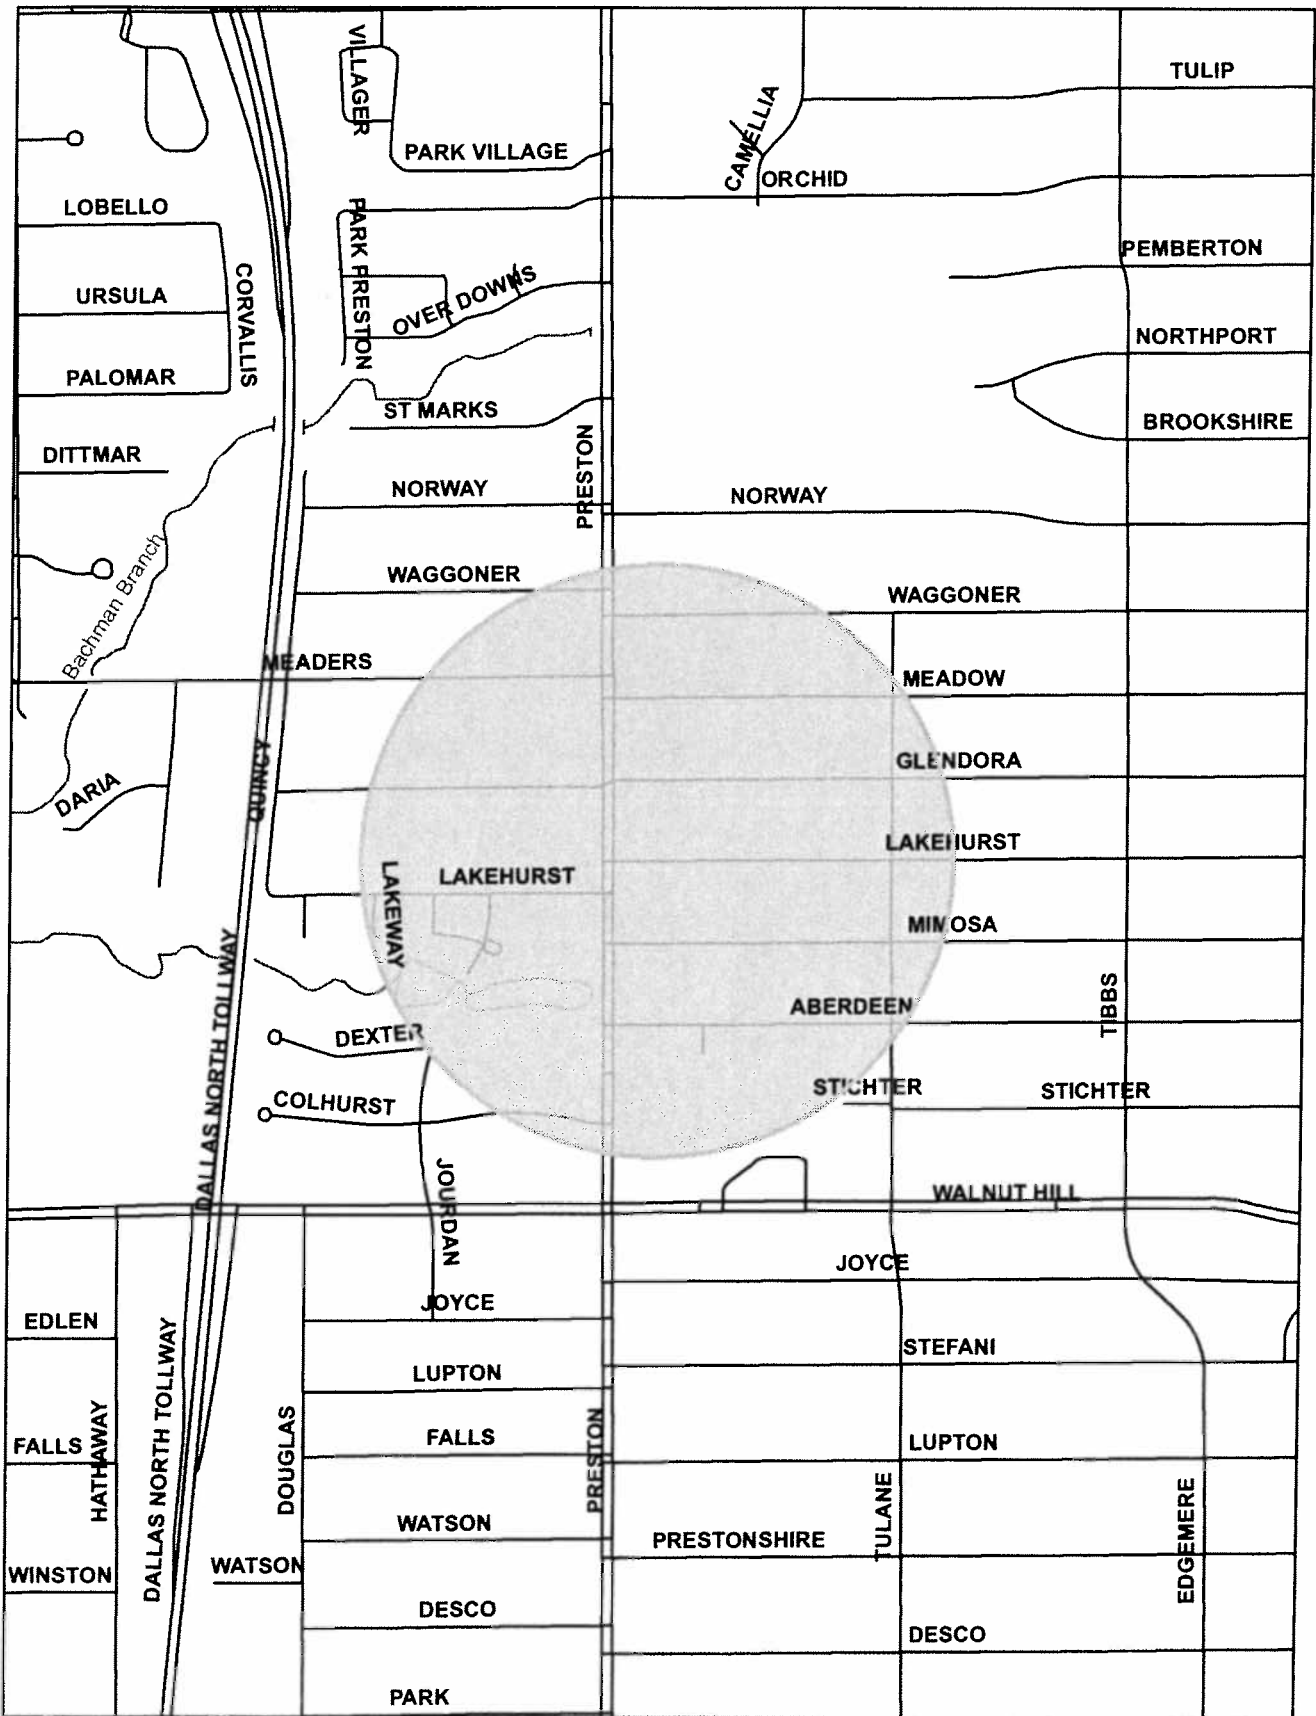 VILLAGER
TULIP
CAMELLIA
PARK VILLAGE
ORCHID
LOBELLO
PARK PRESTON
PEMBERTON
CORVALLIS
URSULA
OVER DOWNS
NORTHPORT
PALOMAR
ST MARKS
BROOKSHIRE
DITTMAR
PRESTON
NORWAY
NORWAY
Bachman Branch
WAGGONER
WAGGONER
MEADERS
MEADOW
QUINCY
GLENDORA
DARIA
LAKEHURST
LAKEHURST
LAKEWAY
MIMOSA
DALLAS NORTH TOLLWAY
ABERDEEN
TIBBS
DEXTER
STICHTER
STICHTER
COLHURST
JOURDAN
WALNUT HILL
JOYCE
JOYCE
EDLEN
STEFANI
DALLAS NORTH TOLLWAY
LUPTON
HATHAWAY
DOUGLAS
PRESTON
FALLS
FALLS
LUPTON
TULANE
EDGEMERE
WATSON
PRESTONSHIRE
WINSTON
WATSON
DESCO
DESCO
PARK